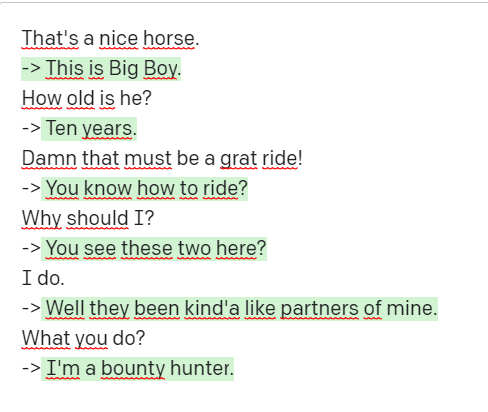 That's a nice horse.
-> This is Big Boy.
How old is he?
-> Ten years.
Damn that must be a grat ride!
-> You know how to ride?
Why should I?
-> You see these two here?
I do.
-> Well they been kind'a like partners of mine.
What you do?
-> I'm a bounty hunter.